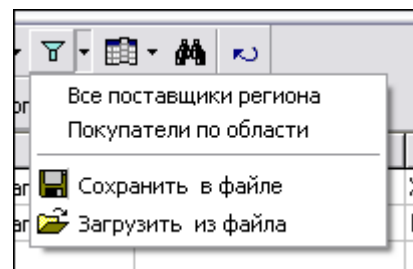 Все поставщики региона
Покупатели по области
Сохранить в файле
Загрузить из файла